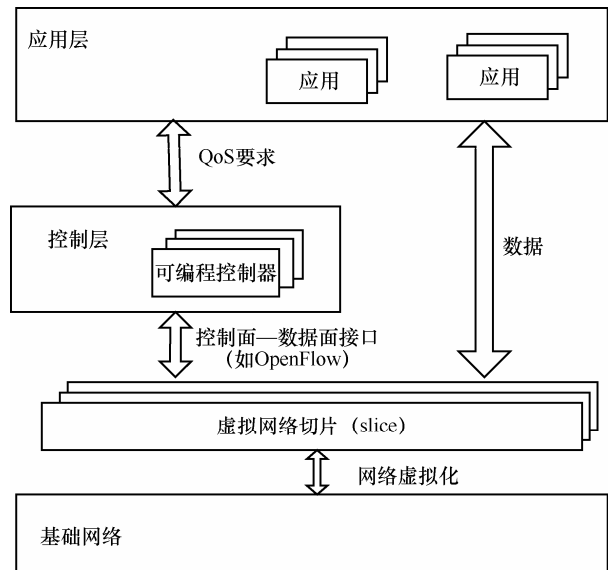 应用层
应用
应用
QoS要求
控制层
可编程控制器
数据
控制面—数据面接口
（如OpenFlow）
虚拟网络切片（slice）
网络虚拟化
基础网络